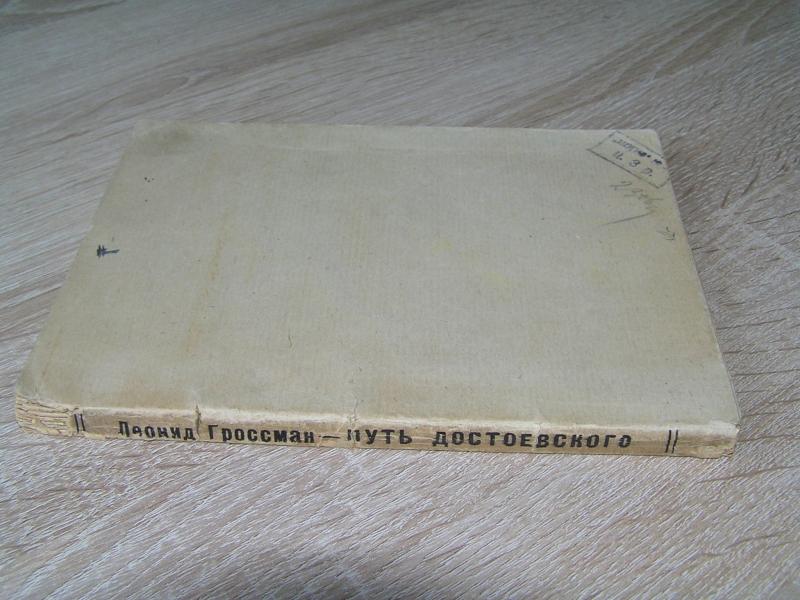 И. З П.
Леонид Гроссман — ПУТЬ ДОСТОЕВСКОГО